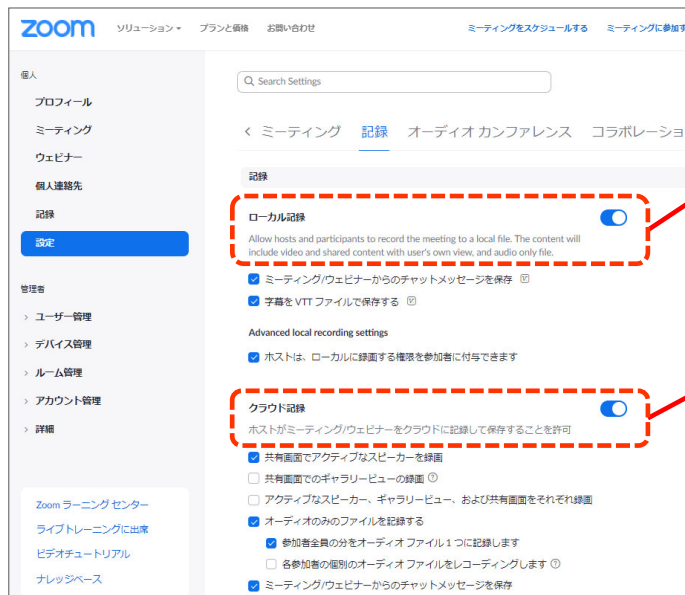 zoom ソリューション プランと価格 お問い合わせ ミーティングをスケジュールする ミーティングに参加す
個人
プロフィール
ミーティング
ウェビナー
個人連絡先
記録
設定
管理者
ユーザー管理
デバイス管理
ルーム管理
アカウント管理
詳細
Zoom ラーニング センター
ライブトレーニングに出席
ビデオチュートリアル
ナレッジベース
Search Settings
ミーティング 記録 オーディオ カンファレンス コラボレーショ
記録
ローカル記録
Allow hosts and participants to record the meeting to a local file. The content will
include video and shared content with user's own view, and audio only file.
ミーティング/ウェビナーからのチャットメッセージを保存
字幕を VTT ファイルで保存する
Advanced local recording settings
ホストは、ローカルに録画する権限を参加者に付与できます
クラウド記録
ホストがミーティング/ウェビナーをクラウドに記録して保存することを許可
共有画面でアクティブなスピーカーを録画
共有画面でのギャラリービューの録画
アクティブなスピーカー、ギャラリービュー、および共有画面をそれぞれ録画
オーディオのみのファイルを記録する
参加者全員の分をオーディオ ファイル 1 つに記録します
各参加者の個別のオーディオ ファイルをレコーディングします
ミーティング/ウェビナーからのチャットメッセージを保存